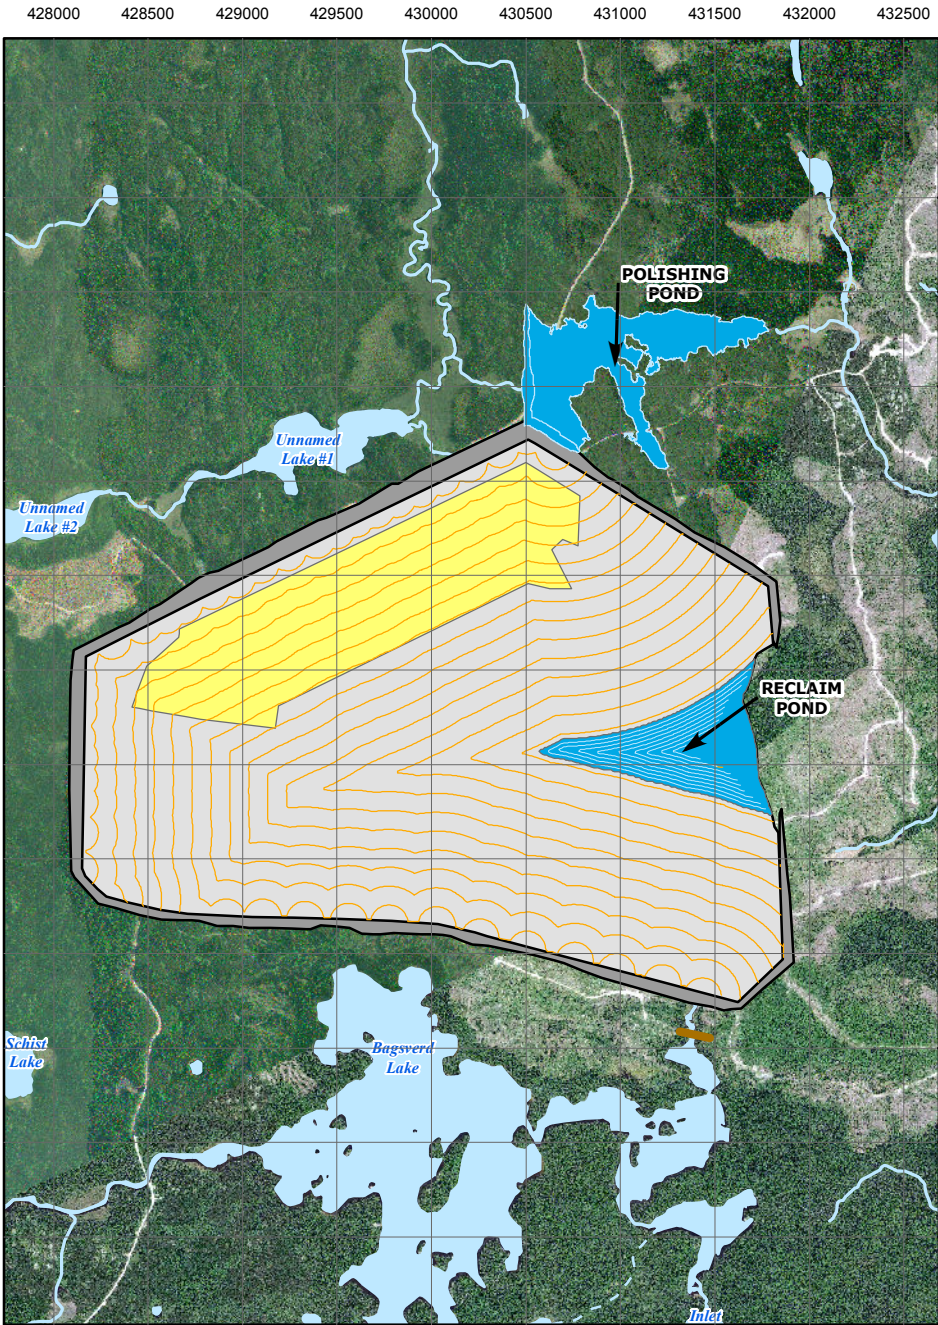 428000 428500 429000 429500 430000 430500 431000 431500 432000 432500
POLISHING
POND
Unnamed
Lake #1
Unnamed
Lake #2
RECLAIM
POND
Schist
Lake
Bagsverd
Lake
Inlet